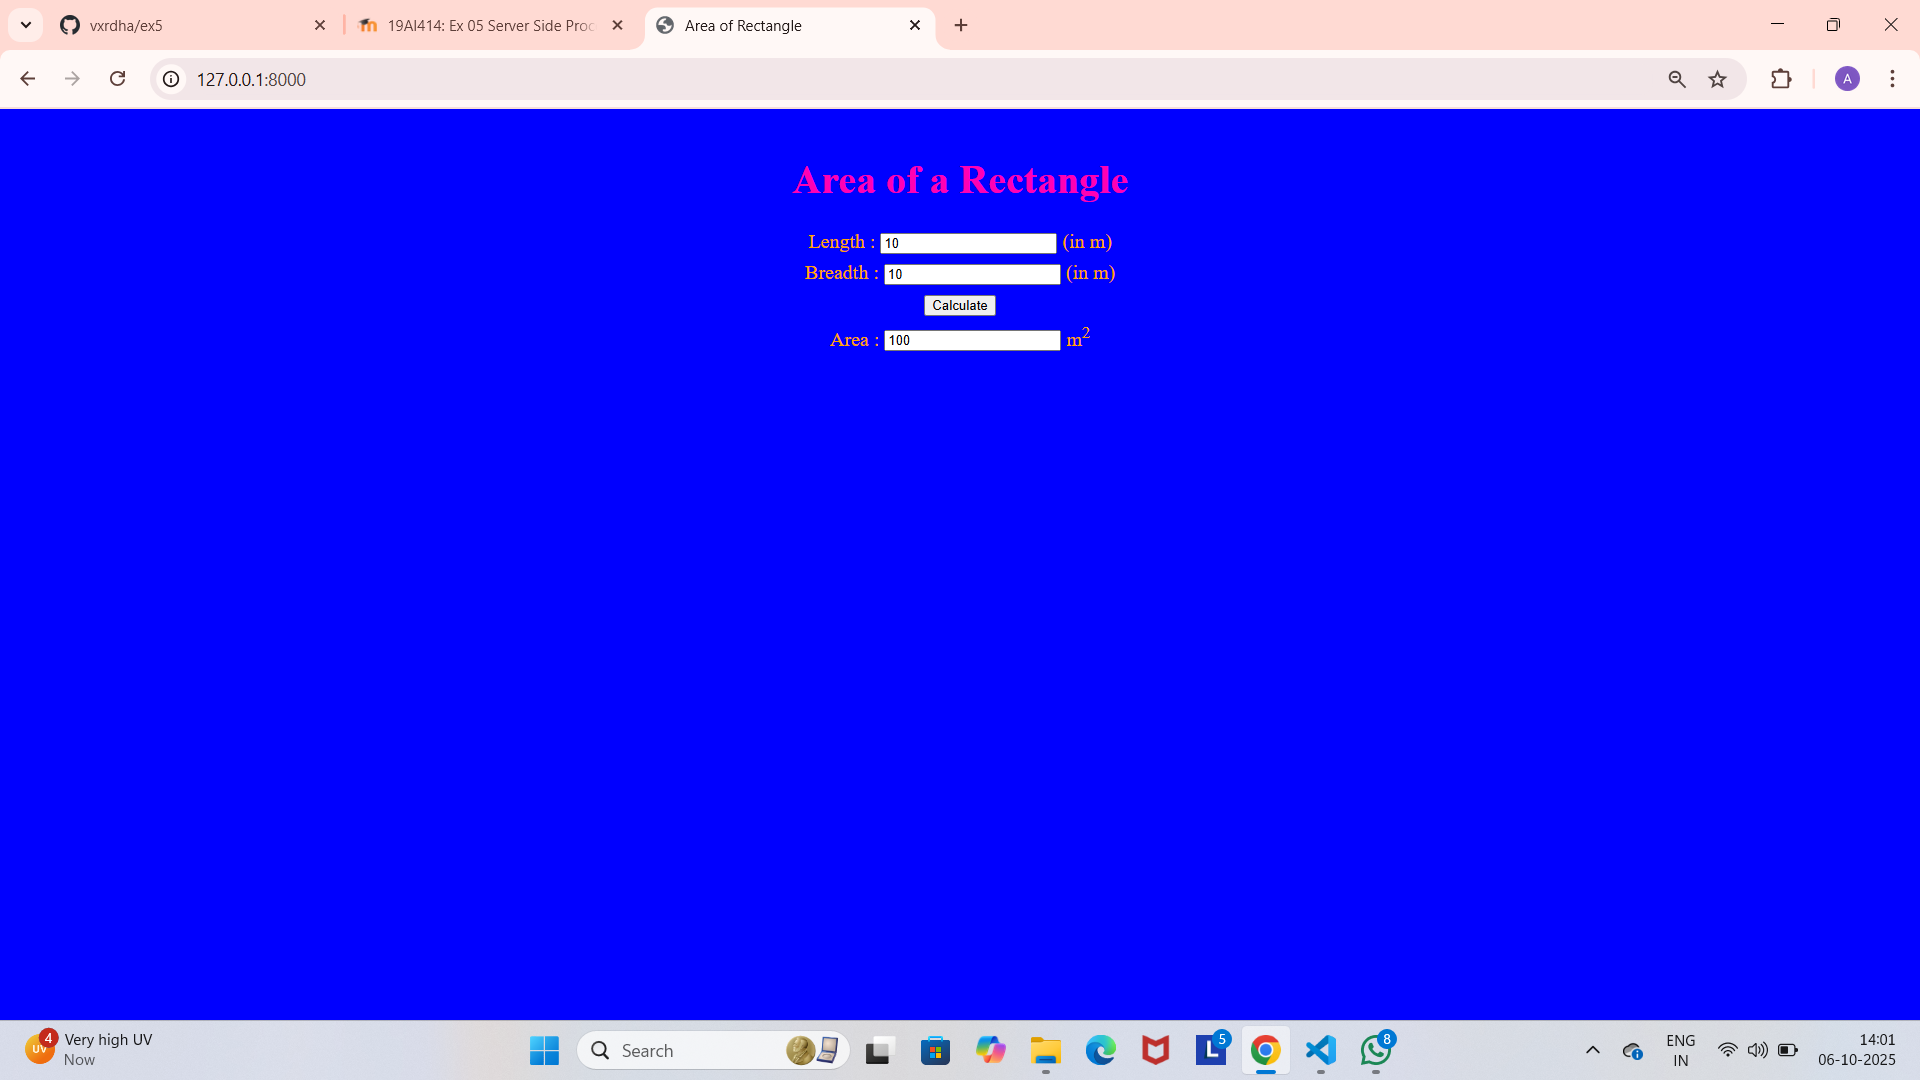 vxrdha/ex5
19AI414: Ex 05 Server Side Proc
Area of Rectangle
127.0.0.1:8000
A
Area of a Rectangle
Length : 10 (in m)
Breadth : 10 (in m)
Calculate
Area : 100 m2
4
UV
Very high UV
Now
Search
L
5
8
ENG
IN
14:01
06-10-2025